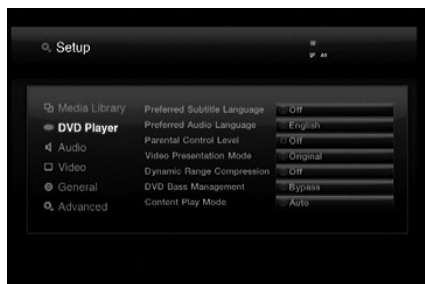 Setup
Media Library
DVD Player
Audio
Video
General
Advanced
Preferred Subtitle Language Off
Preferred Audio Language English
Parental Control Level Off
Video Presentation Mode Original
Dynamic Range Compression Off
DVD Bass Management Bypass
Content Play Mode Auto